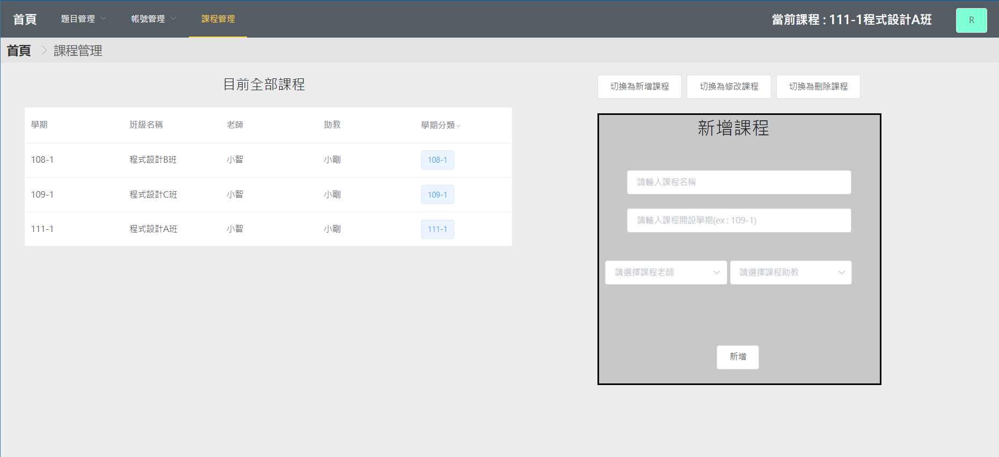 首頁 題目管理 帳號管理 課程管理 當前課程 : 111-1程式設計A班 R
首頁 課程管理
目前全部課程
學期 班級名稱 老師 助教 學期分類
108-1 程式設計B班 小智 小剛 108-1
109-1 程式設計C班 小智 小剛 109-1
111-1 程式設計A班 小智 小剛 111-1
切換為新增課程 切換為修改課程 切換為刪除課程
新增課程
請輸入課程名稱
請輸入課程開設學期(ex : 109-1)
請選擇課程老師 請選擇課程助教
新增